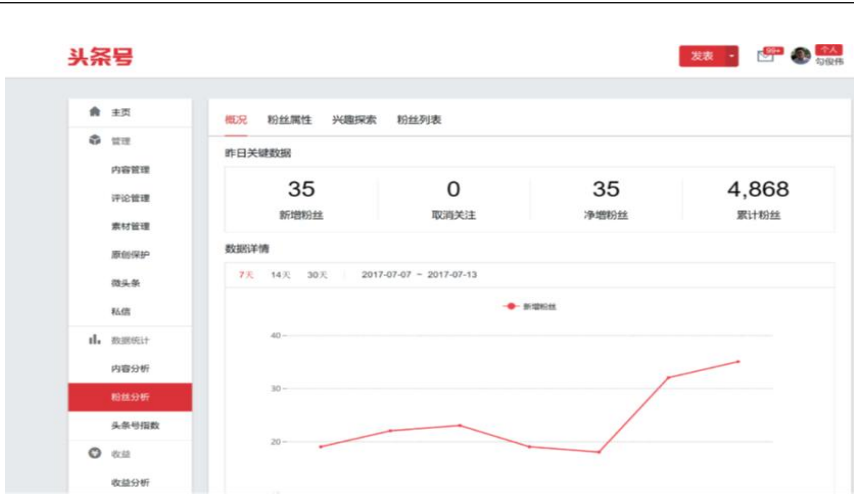 头条号
发表
99+
个人
勾俊伟
主页
管理
内容管理
评论管理
素材管理
原创保护
微头条
私信
数据统计
内容分析
粉丝分析
头条号指数
收益
收益分析
概况 粉丝属性 兴趣探索 粉丝列表
昨日关键数据
35 0 35 4,868
新增粉丝 取消关注 净增粉丝 累计粉丝
数据详情
7天 14天 30天 2017-07-07 ~ 2017-07-13
新增粉丝
40
30
20